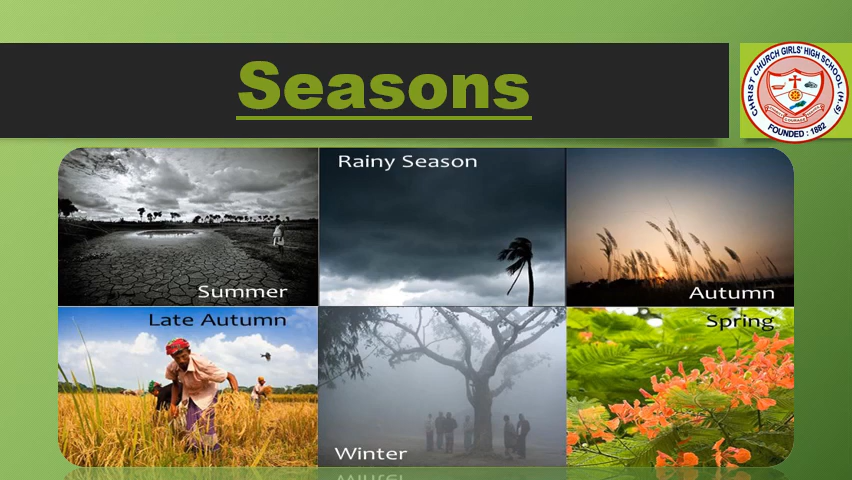 Seasons
CHRIST CHURCH GIRLS' HIGH SCHOOL (H.S)
FOUNDED : 1882
Rainy Season
Summer
Autumn
Late Autumn
Spring
Winter